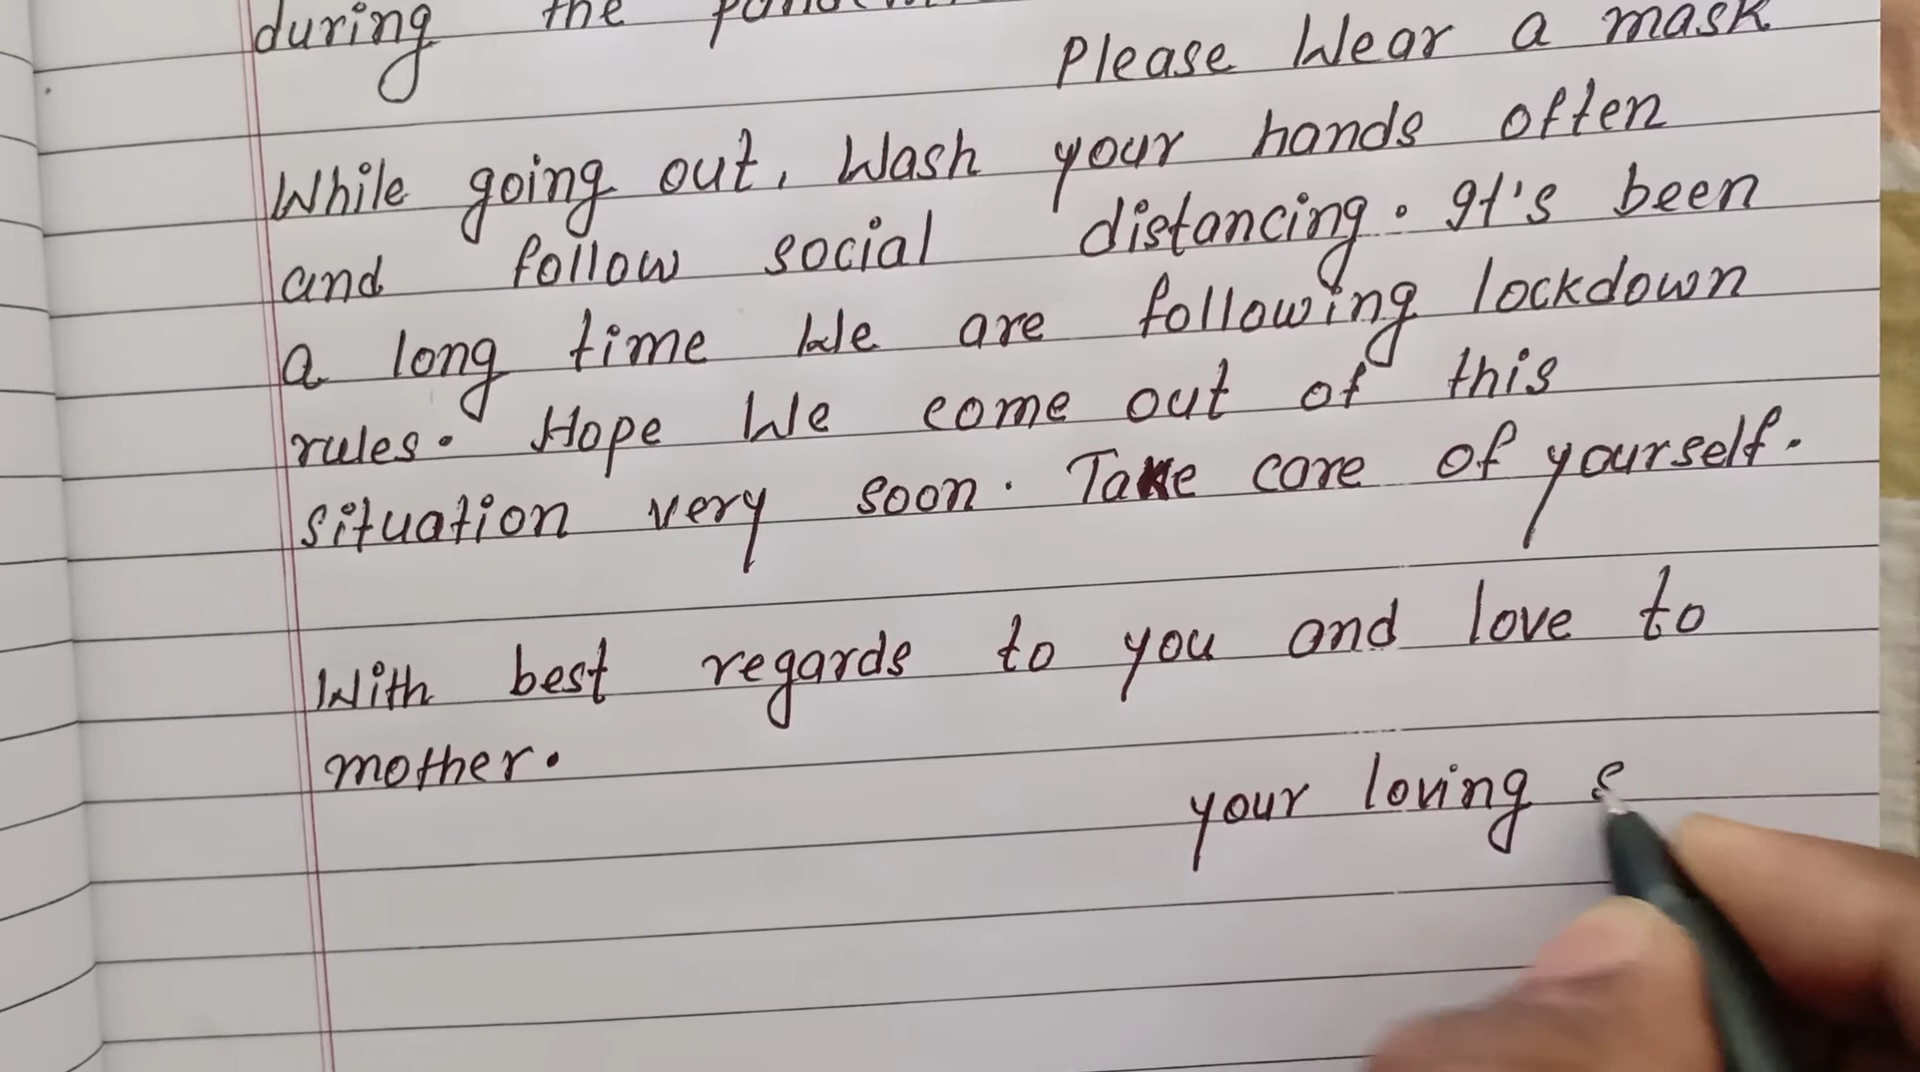 during the
Please Wear a mask
While going out, Wash your hands often
and follow social distancing. It's been
a long time We are following lockdown
rules. Hope We come out of this
situation very soon. Take care of yourself.
With best regards to you and love to
mother.
your loving s